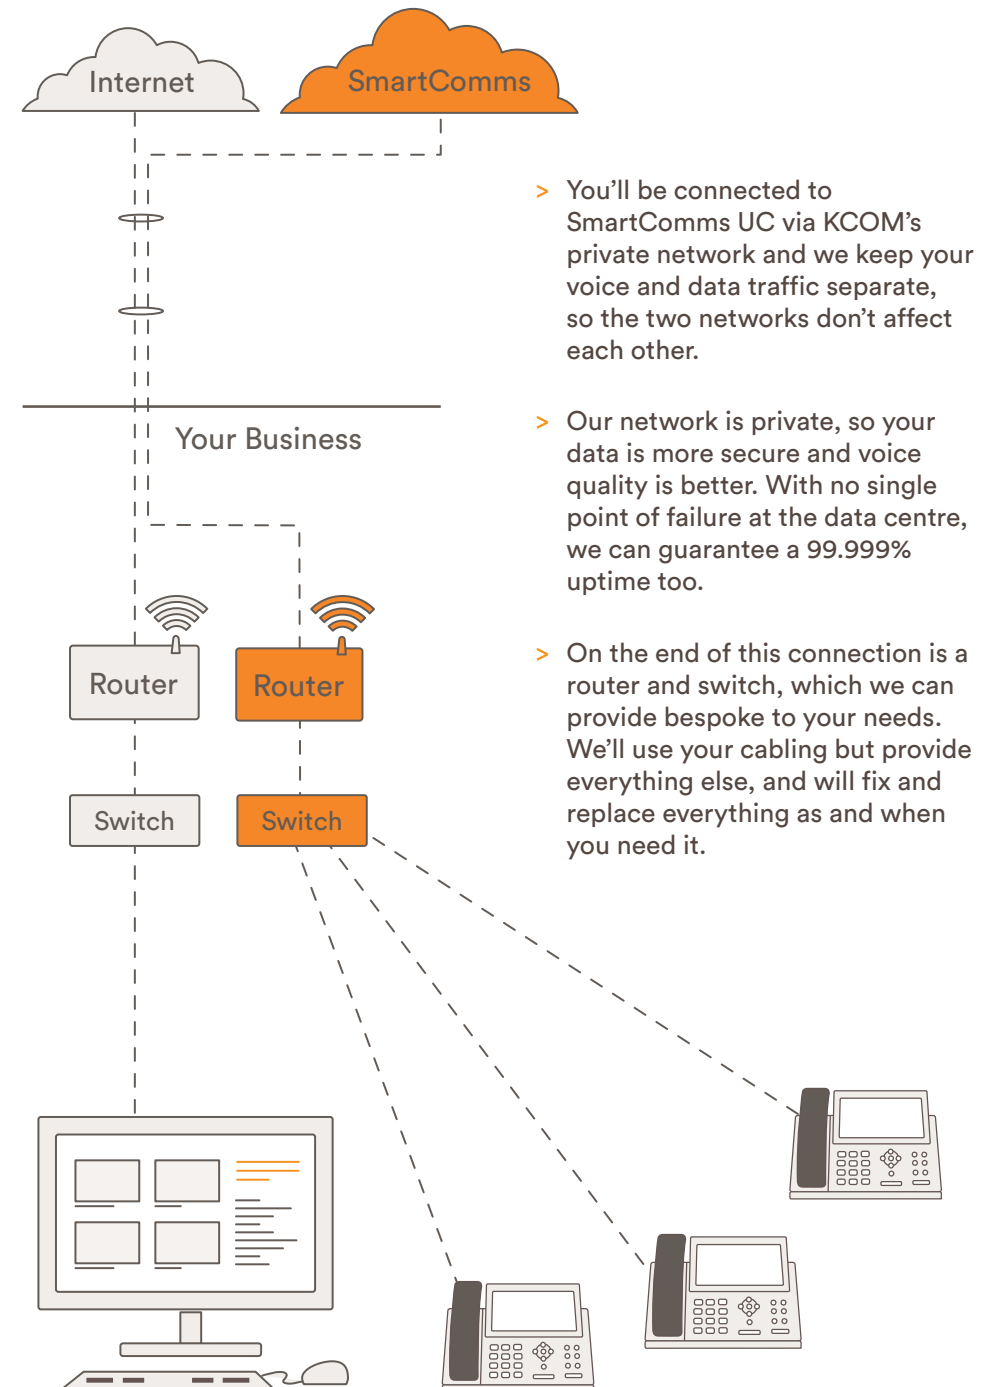 Internet
SmartComms
> You’ll be connected to
SmartComms UC via KCOM’s
private network and we keep your
voice and data traffic separate,
so the two networks don’t affect
each other.
Your Business
> Our network is private, so your
data is more secure and voice
quality is better. With no single
point of failure at the data centre,
we can guarantee a 99.999%
uptime too.
Router
Router
> On the end of this connection is a
router and switch, which we can
provide bespoke to your needs.
We’ll use your cabling but provide
everything else, and will fix and
replace everything as and when
you need it.
Switch
Switch